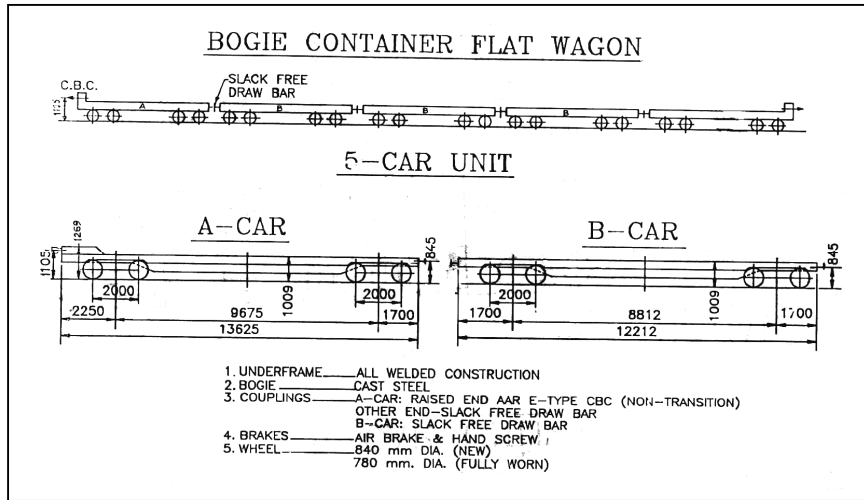 BOGIE CONTAINER FLAT WAGON
C.B.C.
SLACK FREE
DRAW BAR
A
B
B
B
5-CAR UNIT
A-CAR
B-CAR
1269
1105
845
2000
2000
1009
2250
9675
1700
13625
845
2000
1009
1700
8812
1700
12212
1. UNDERFRAME ALL WELDED CONSTRUCTION
2. BOGIE CAST STEEL
3. COUPLINGS A-CAR: RAISED END AAR E-TYPE CBC (NON-TRANSITION)
OTHER END-SLACK FREE DRAW BAR
B-CAR: SLACK FREE DRAW BAR
4. BRAKES AIR BRAKE & HAND SCREW
5. WHEEL 840 mm DIA. (NEW)
780 mm. DIA. (FULLY WORN)